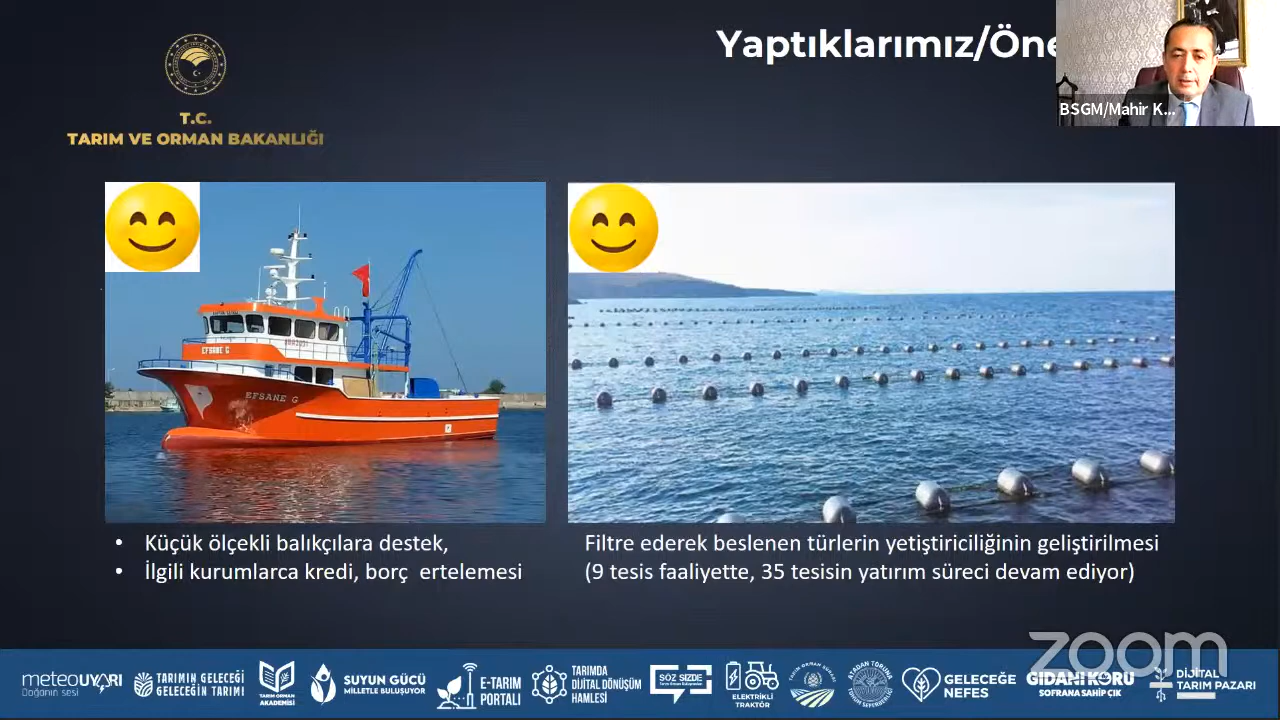 Yaptıklarımız/Öne
BSGM/Mahir K...
T.C.
TARIM VE ORMAN BAKANLIĞI
EFSANE G
EFSANE G
Küçük ölçekli balıkçılara destek,
İlgili kurumlarca kredi, borç ertelemesi
Filtre ederek beslenen türlerin yetiştiriciliğinin geliştirilmesi
(9 tesis faaliyette, 35 tesisin yatırım süreci devam ediyor)
zoom
meteoUYARI
Doğanın sesi
TARIMIN GELECEĞİ
GELECEĞİN TARIMI
TARIM ORMAN
AKADEMİSİ
SUYUN GÜCÜ
MİLLETLE BULUŞUYOR
E-TARIM
PORTALI
TARIMDA
DİJİTAL DÖNÜŞÜM
HAMLESİ
SÖZ SİZDE
ELEKTRİKLİ
TRAKTÖR
GELECEĞE
NEFES
GIDANI KORU
SOFRANA SAHİP ÇIK
DİJİTAL
TARIM PAZARI